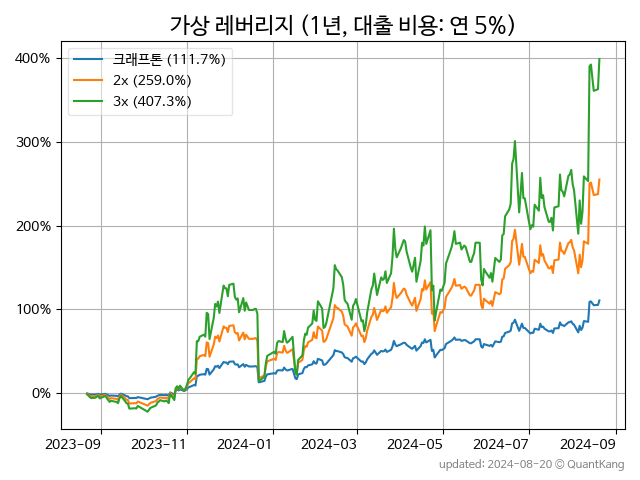 가상 레버리지 (1년, 대출 비용: 연 5%)
크래프톤 (111.7%)
2x (259.0%)
3x (407.3%)
400%
300%
200%
100%
0%
2023-09 2023-11 2024-01 2024-03 2024-05 2024-07 2024-09
updated: 2024-08-20 © QuantKang